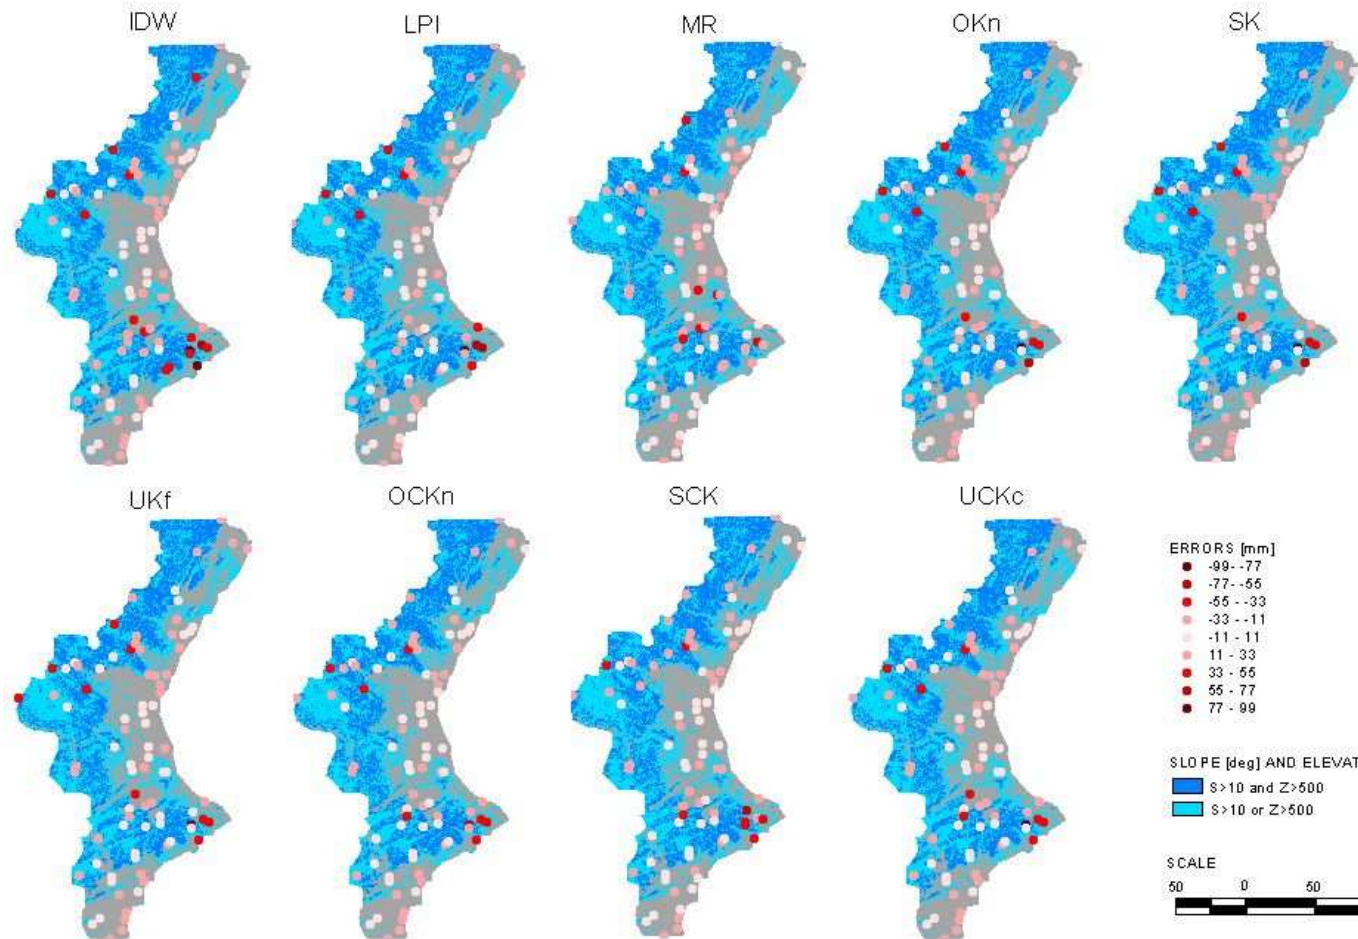 IDW LPI MR OKn SK
UKf OCKn SCK UCKc
ERRORS [mm]
-99- -77
-77- -55
-55 - -33
-33 - -11
-11 - 11
11 - 33
33 - 55
55 - 77
77 - 99
SLOPE [deg] AND ELEVAT
S>10 and Z>500
S>10 or Z>500
SCALE
50 0 50